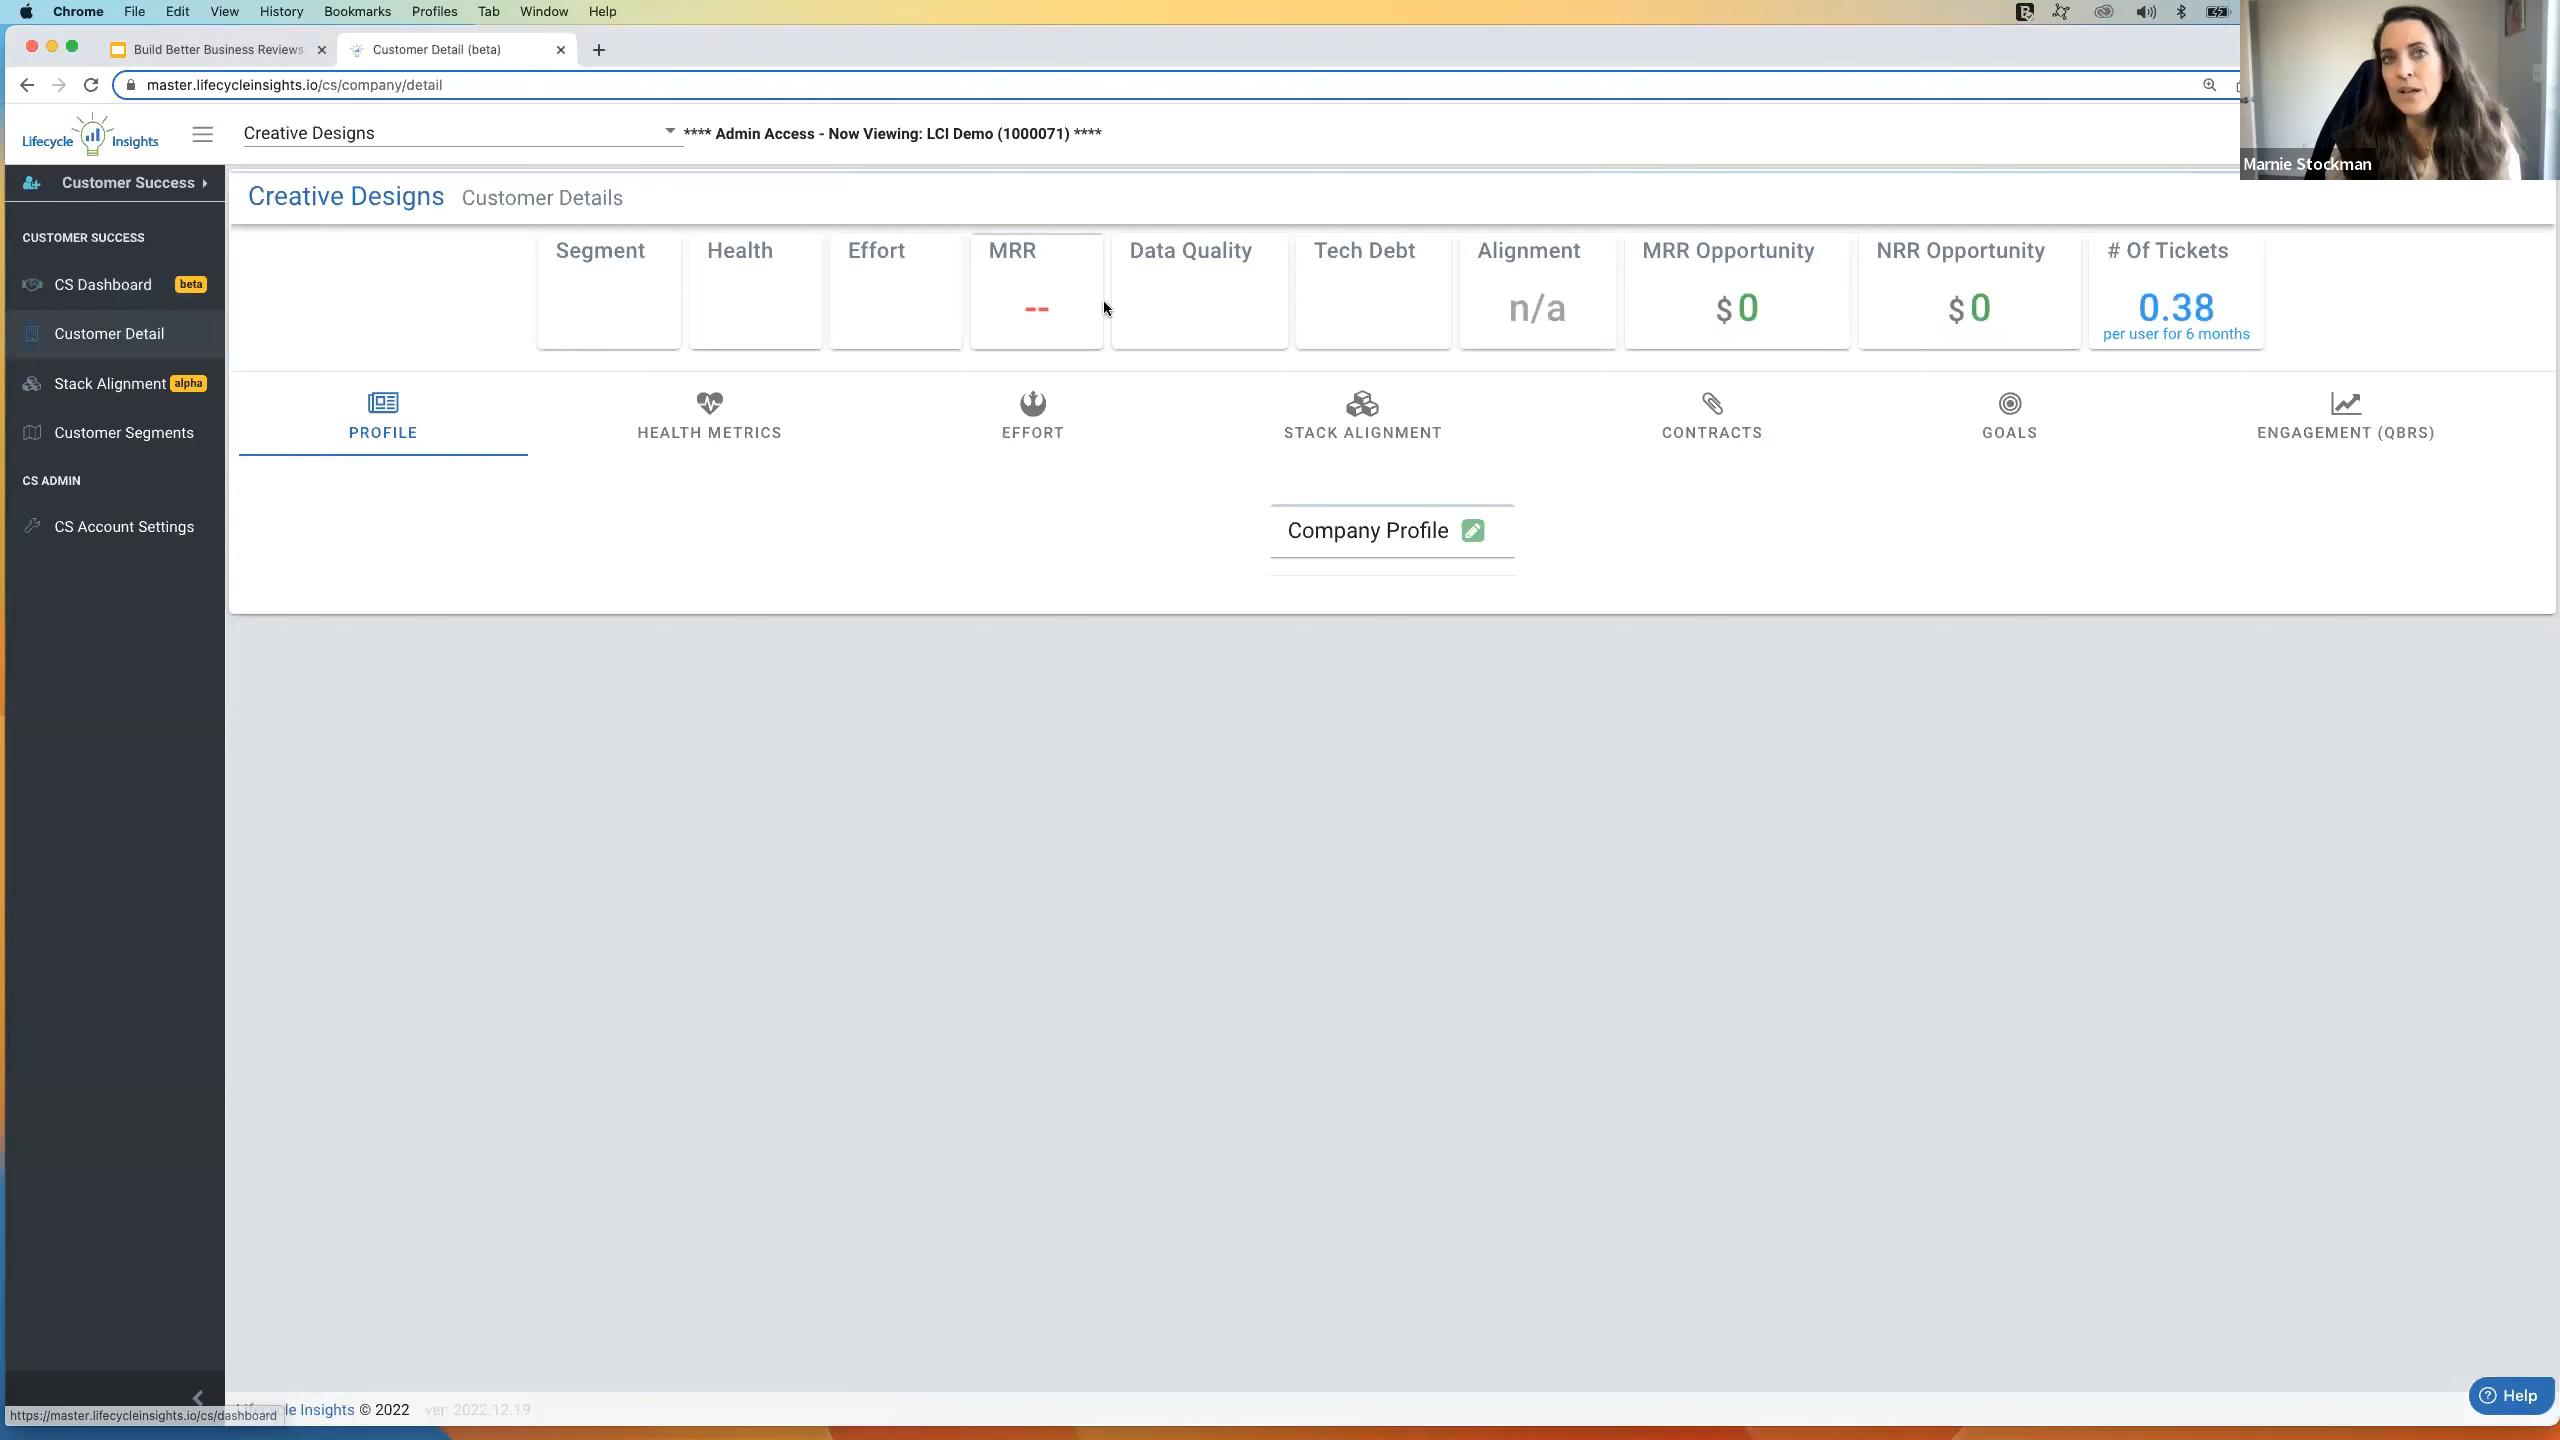 Chrome File Edit View History Bookmarks Profiles Tab Window Help
Build Better Business Reviews
Customer Detail (beta)
master.lifecycleinsights.io/cs/company/detail
Marnie Stockman
Lifecycle Insights
Creative Designs
**** Admin Access - Now Viewing: LCI Demo (1000071) ****
Customer Success
Creative Designs Customer Details
CUSTOMER SUCCESS
CS Dashboard beta
Customer Detail
Stack Alignment alpha
Customer Segments
CS ADMIN
CS Account Settings
Segment Health Effort MRR Data Quality Tech Debt Alignment MRR Opportunity NRR Opportunity # Of Tickets
-- n/a $ 0 $ 0 0.38
per user for 6 months
PROFILE HEALTH METRICS EFFORT STACK ALIGNMENT CONTRACTS GOALS ENGAGEMENT (QBRS)
Company Profile
Help
le Insights © 2022 ver. 2022.12.19
https://master.lifecycleinsights.io/cs/dashboard